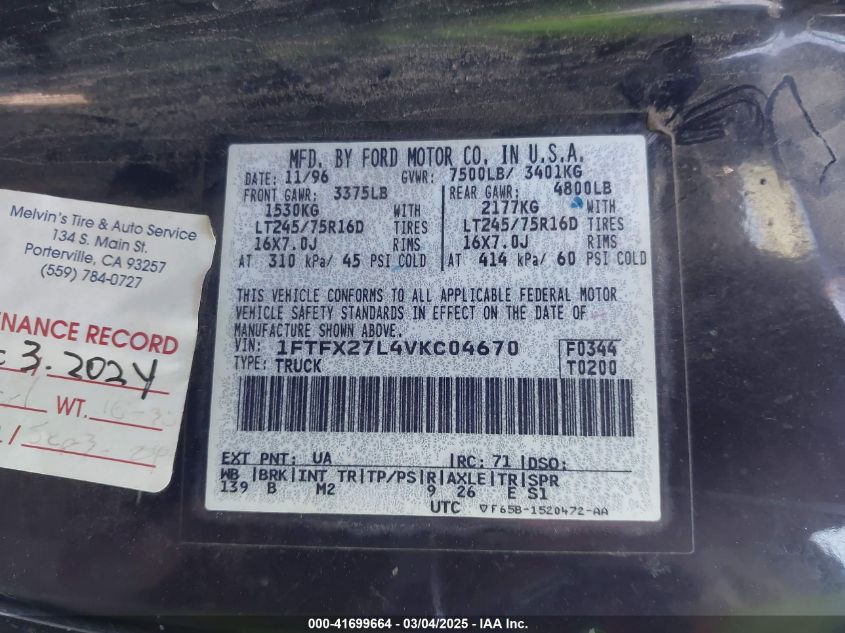 MFD. BY FORD MOTOR CO. IN U.S.A.
DATE: 11/96 GVWR: 7500LB/ 3401KG
FRONT GAWR: 3375LB REAR GAWR: 4800LB
1530KG WITH 2177KG WITH
LT245/75R16D TIRES LT245/75R16D TIRES
16X7.0J RIMS 16X7.0J RIMS
AT 310 kPa/ 45 PSI COLD AT 414 kPa/ 60 PSI COLD
THIS VEHICLE CONFORMS TO ALL APPLICABLE FEDERAL MOTOR
VEHICLE SAFETY STANDARDS IN EFFECT ON THE DATE OF
MANUFACTURE SHOWN ABOVE.
VIN: 1FTFX27L4VKC04670 F0344
TYPE: TRUCK T0200
EXT PNT: UA RC: 71 DSO:
WB BRK INT TR TP/PS R AXLE TR SPR
139 B M2 9 26 E S1
UTC ▽F65B-1520472-AA
Melvin's Tire & Auto Service
134 S. Main St.
Porterville, CA 93257
(559) 784-0727
NANCE RECORD
3. 2024
WT.
000-41699664 - 03/04/2025 - IAA Inc.